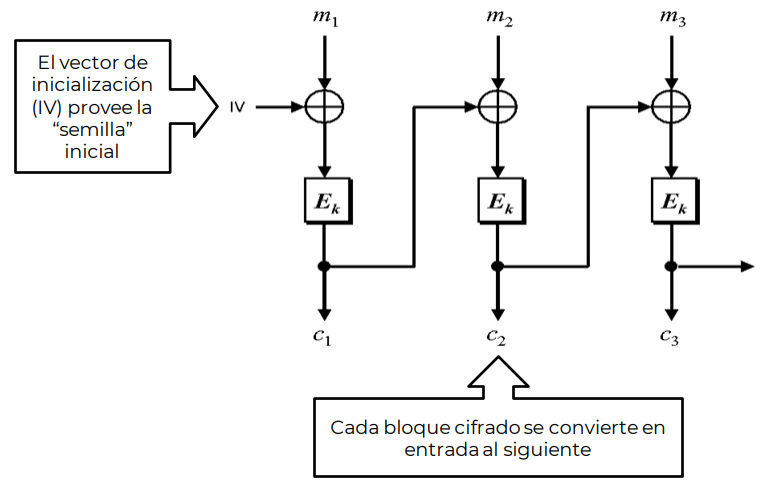 m₁ m₂ m₃
El vector de
inicialización
(IV) provee la
“semilla”
inicial
IV
Eₖ Eₖ Eₖ
c₁ c₂ c₃
Cada bloque cifrado se convierte en
entrada al siguiente